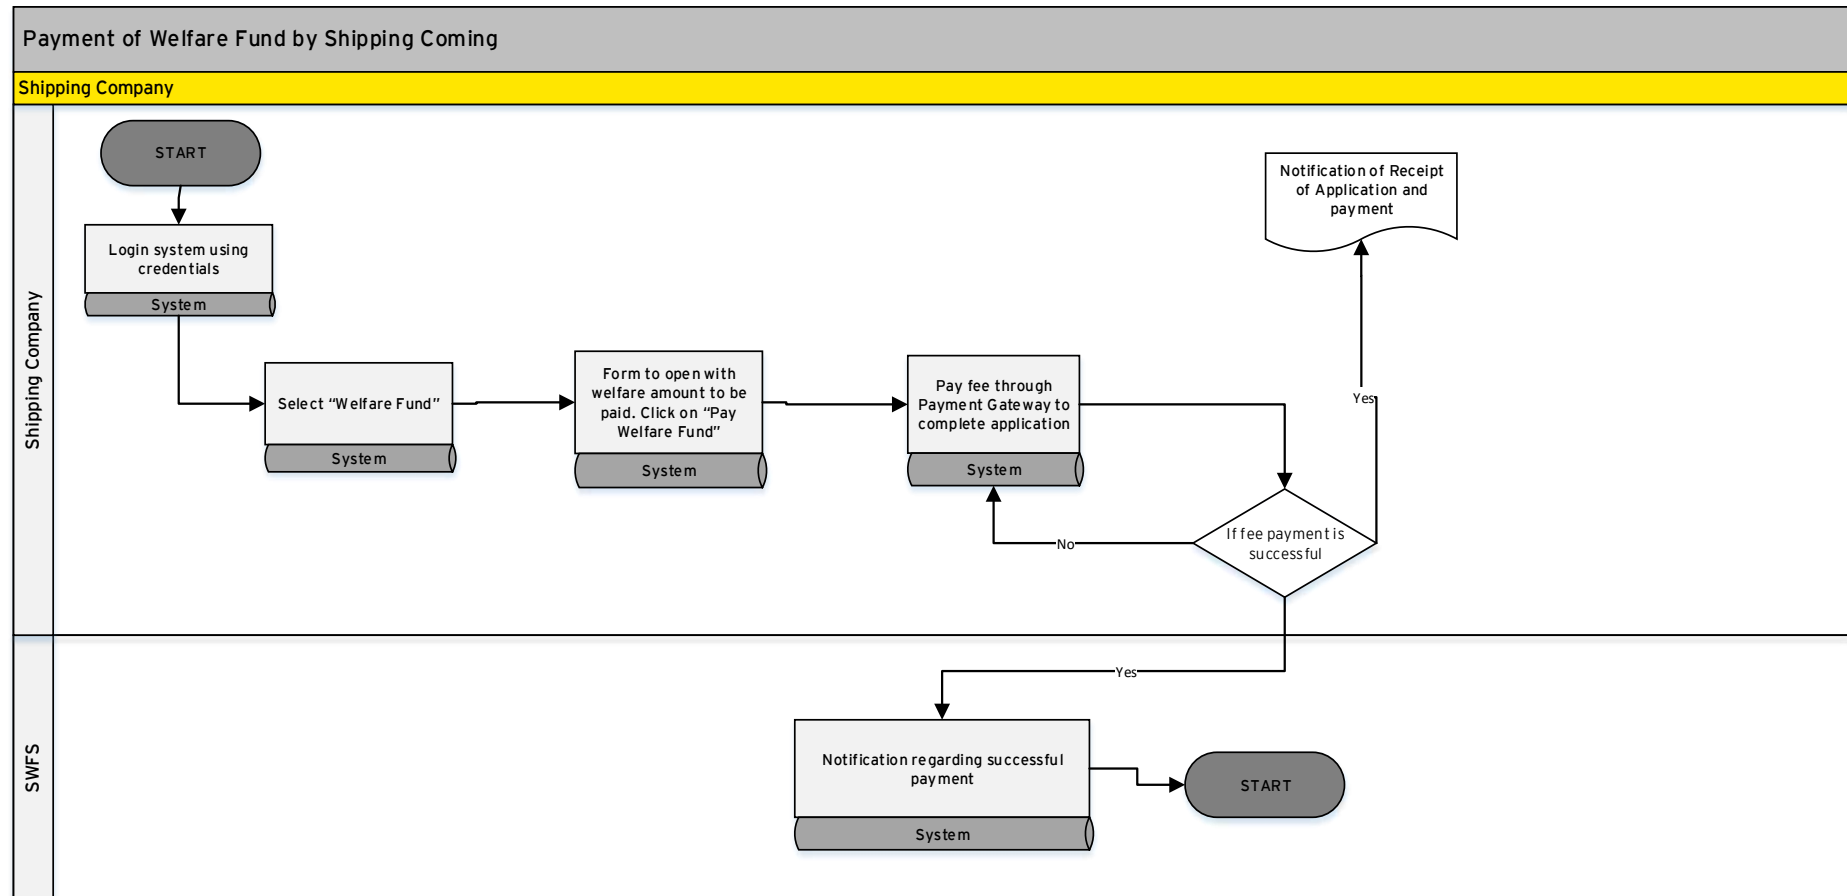 Payment of Welfare Fund by Shipping Coming
Shipping Company
Shipping Company
START
Login system using
credentials
System
Select “Welfare Fund”
System
Form to open with
welfare amount to be
paid. Click on “Pay
Welfare Fund”
System
Pay fee through
Payment Gateway to
complete application
System
If fee payment is
successful
No
Yes
Notification of Receipt
of Application and
payment
SWFS
Yes
Notification regarding successful
payment
System
START